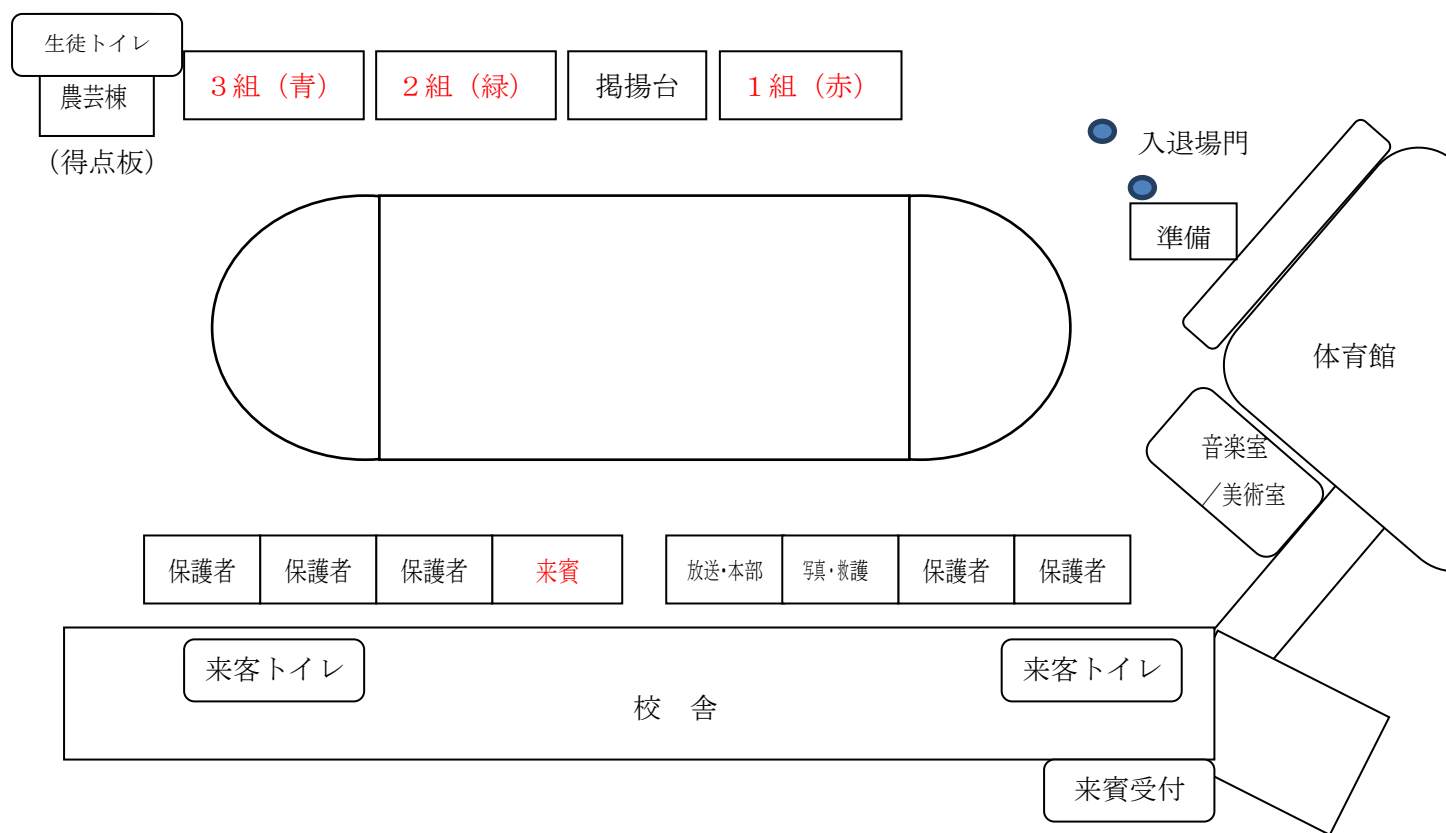 生徒トイレ
農芸棟
(得点板)
３組（青）
２組（緑）
掲揚台
１組（赤）
入退場門
準備
体育館
音楽室
／美術室
保護者
保護者
保護者
来賓
放送・本部
写真・救護
保護者
保護者
来客トイレ
来客トイレ
校　舎
来賓受付